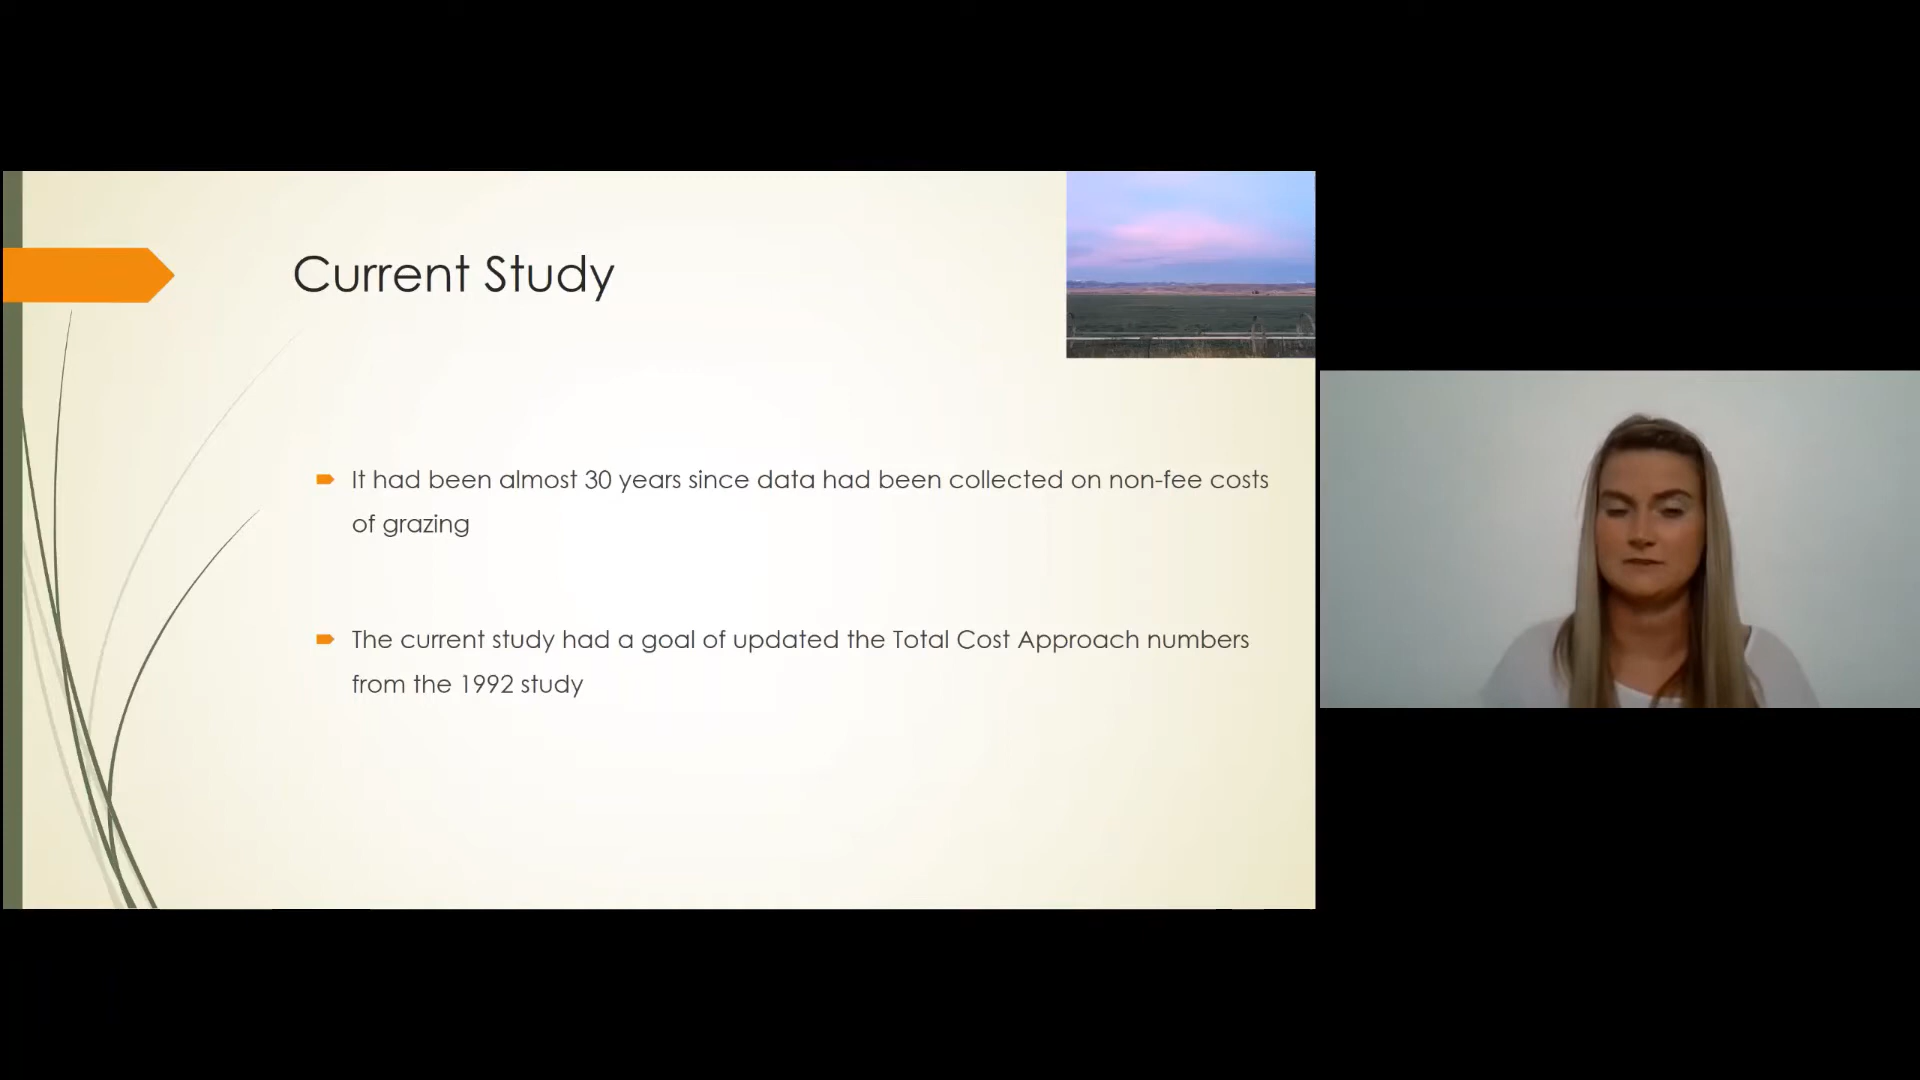 Current Study
It had been almost 30 years since data had been collected on non-fee costs
of grazing
The current study had a goal of updated the Total Cost Approach numbers
from the 1992 study